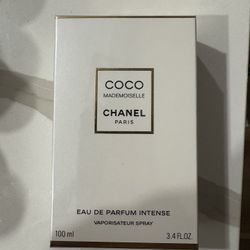 COCO
MADEMOISELLE
CHANEL
PARIS
EAU DE PARFUM INTENSE
VAPORISATEUR SPRAY
100 ml
3.4 FL.OZ.